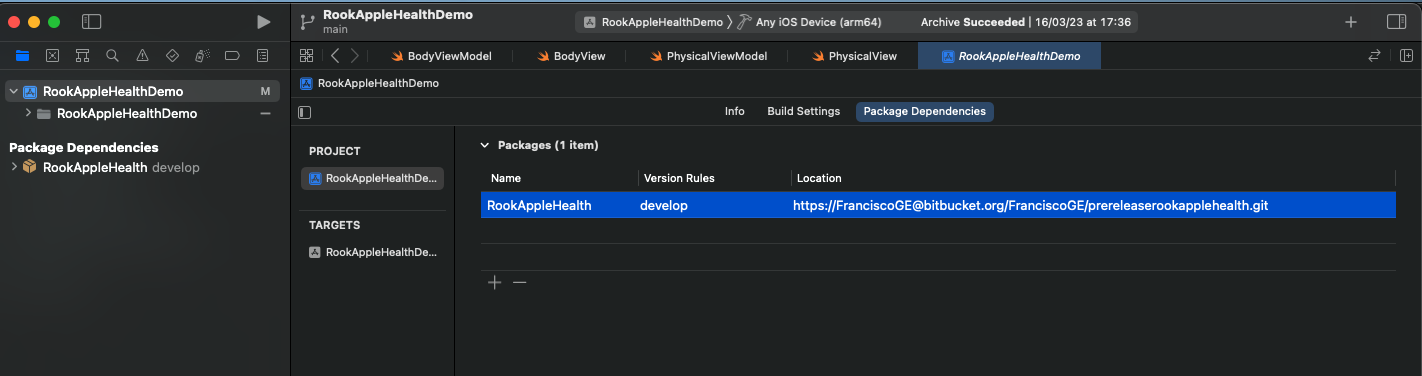 RookAppleHealthDemo
main
RookAppleHealthDemo 〉 Any iOS Device (arm64)
Archive Succeeded | 16/03/23 at 17:36
BodyViewModel
BodyView
PhysicalViewModel
PhysicalView
RookAppleHealthDemo
RookAppleHealthDemo M
RookAppleHealthDemo
Package Dependencies
RookAppleHealth develop
RookAppleHealthDemo
Info
Build Settings
Package Dependencies
PROJECT
RookAppleHealthDe...
TARGETS
RookAppleHealthDe...
Packages (1 item)
Name Version Rules Location
RookAppleHealth develop https://FranciscoGE@bitbucket.org/FranciscoGE/prereleaserookapplehealth.git